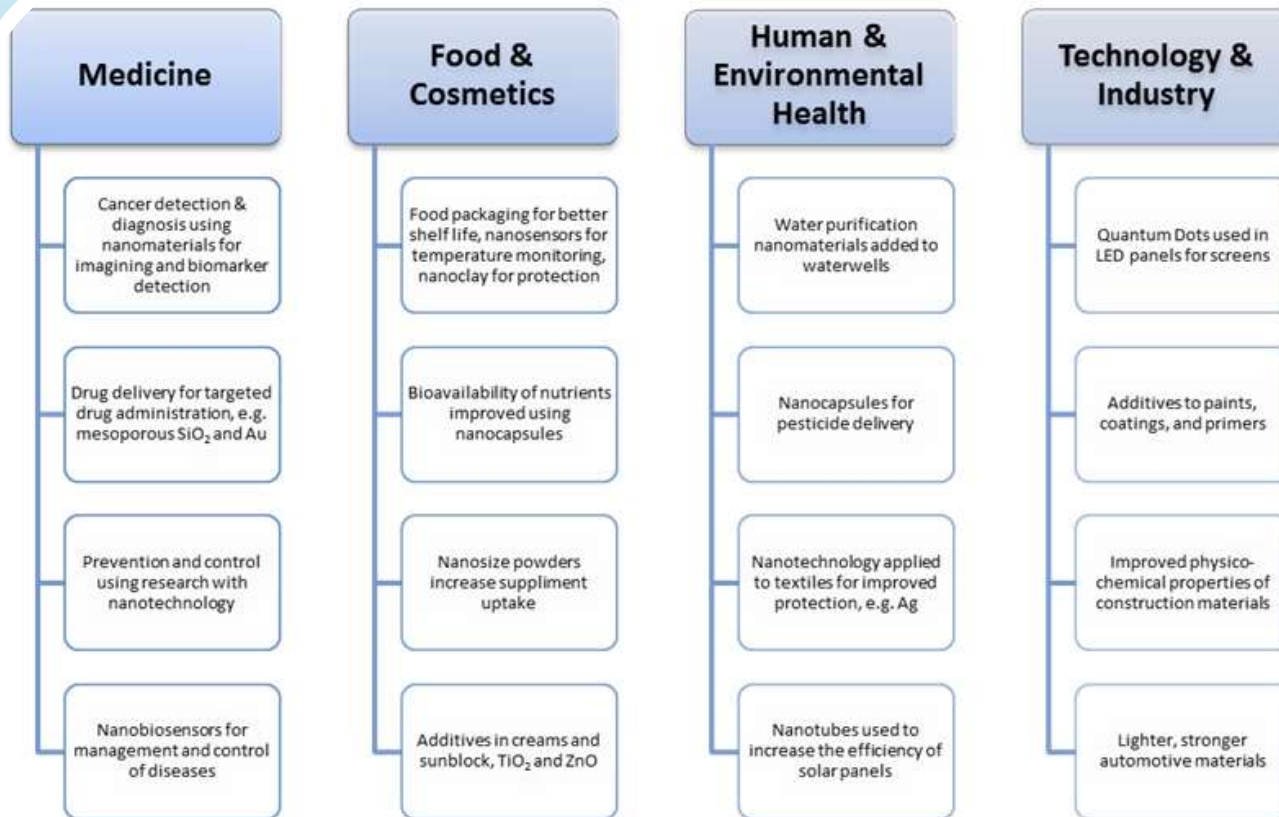 Medicine
Cancer detection &
diagnosis using
nanomaterials for
imagining and biomarker
detection
Drug delivery for targeted
drug administration, e.g.
mesoporous SiO₂ and Au
Prevention and control
using research with
nanotechnology
Nanobiosensors for
management and control
of diseases
Food &
Cosmetics
Food packaging for better
shelf life, nanosensors for
temperature monitoring,
nanoclay for protection
Bioavailability of nutrients
improved using
nanocapsules
Nanosize powders
increase suppliment
uptake
Additives in creams and
sunblock, TiO₂ and ZnO
Human &
Environmental
Health
Water purification
nanomaterials added to
waterwells
Nanocapsules for
pesticide delivery
Nanotechnology applied
to textiles for improved
protection, e.g. Ag
Nanotubes used to
increase the efficiency of
solar panels
Technology &
Industry
Quantum Dots used in
LED panels for screens
Additives to paints,
coatings, and primers
Improved physico-
chemical properties of
construction materials
Lighter, stronger
automotive materials